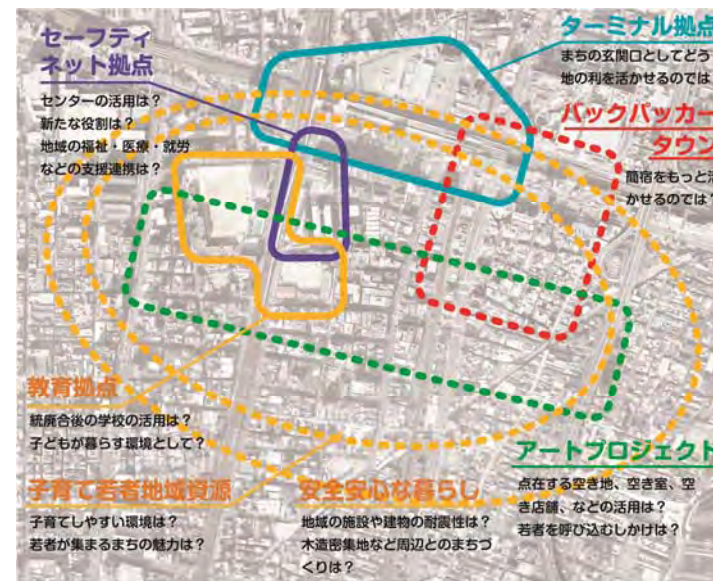 セーフティ
ネット拠点
センターの活用は？
新たな役割は？
地域の福祉・医療・就労
などの支援連携は？
ターミナル拠点
まちの玄関口としてどう
地の利を活かせるのでは
バックパッカー
タウン
簡宿をもっと活
かせるのでは？
教育拠点
統廃合後の学校の活用は？
子どもが暮らす環境として？
子育て若者地域資源
子育てしやすい環境は？
若者が集まるまちの魅力は？
安全安心な暮らし
地域の施設や建物の耐震性は？
木造密集地など周辺とのまちづ
くりは？
アートプロジェクト
点在する空き地、空き室、空
き店舗、などの活用は？
若者を呼び込むしかけは？